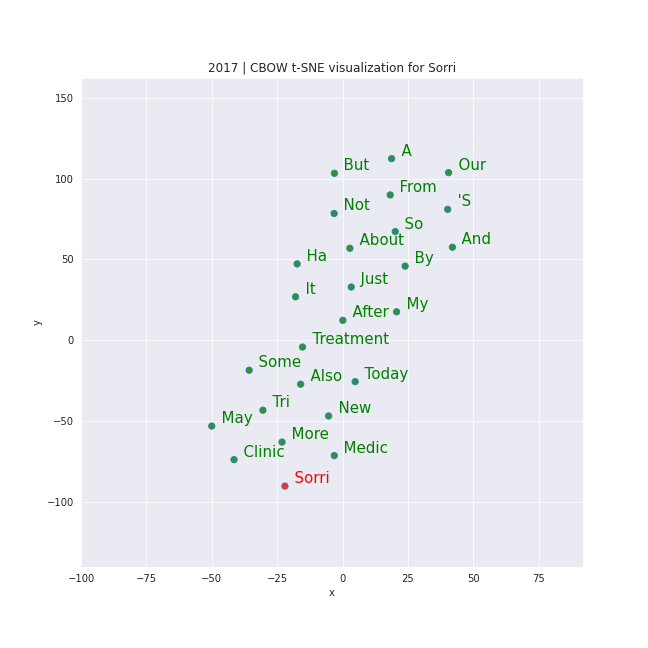 2017 | CBOW t-SNE visualization for Sorri
150
100
50
0
−50
−100
y
A
But
Our
From
'S
Not
So
And
About
Ha
By
Just
It
My
After
Treatment
Some
Today
Also
Tri
New
May
More
Clinic
Medic
Sorri
−100
−75
−50
−25
0
25
50
75
x